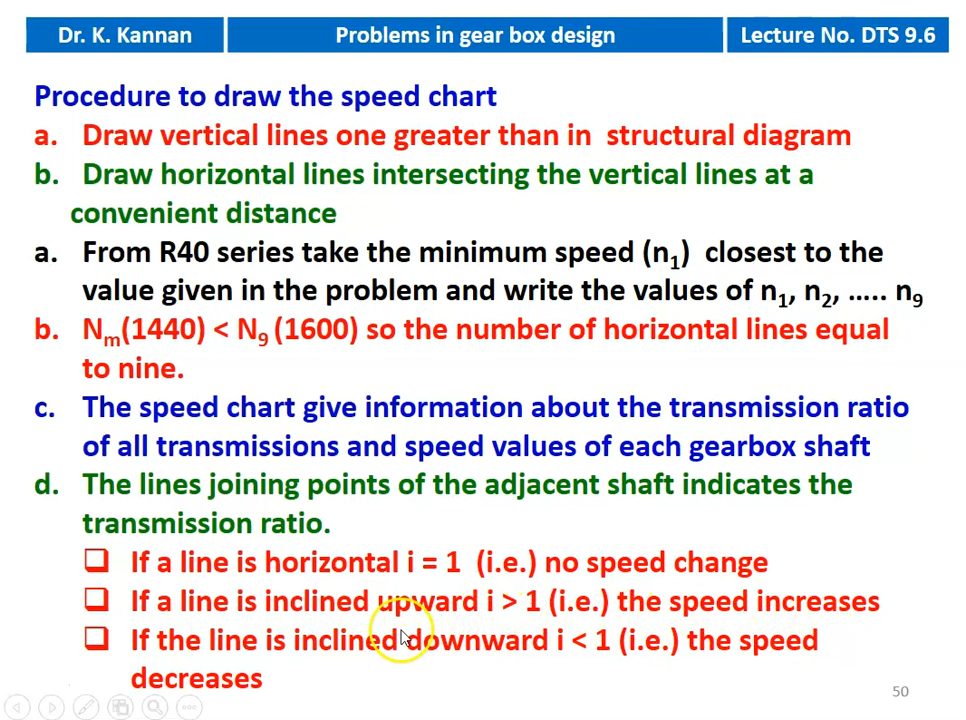 Dr. K. Kannan
Problems in gear box design
Lecture No. DTS 9.6
Procedure to draw the speed chart
a. Draw vertical lines one greater than in structural diagram
b. Draw horizontal lines intersecting the vertical lines at a
convenient distance
a. From R40 series take the minimum speed (n1) closest to the
value given in the problem and write the values of n1, n2, ….. n9
b. Nm(1440) < N9 (1600) so the number of horizontal lines equal
to nine.
c. The speed chart give information about the transmission ratio
of all transmissions and speed values of each gearbox shaft
d. The lines joining points of the adjacent shaft indicates the
transmission ratio.
❑ If a line is horizontal i = 1 (i.e.) no speed change
❑ If a line is inclined upward i > 1 (i.e.) the speed increases
❑ If the line is inclined downward i < 1 (i.e.) the speed
decreases
50